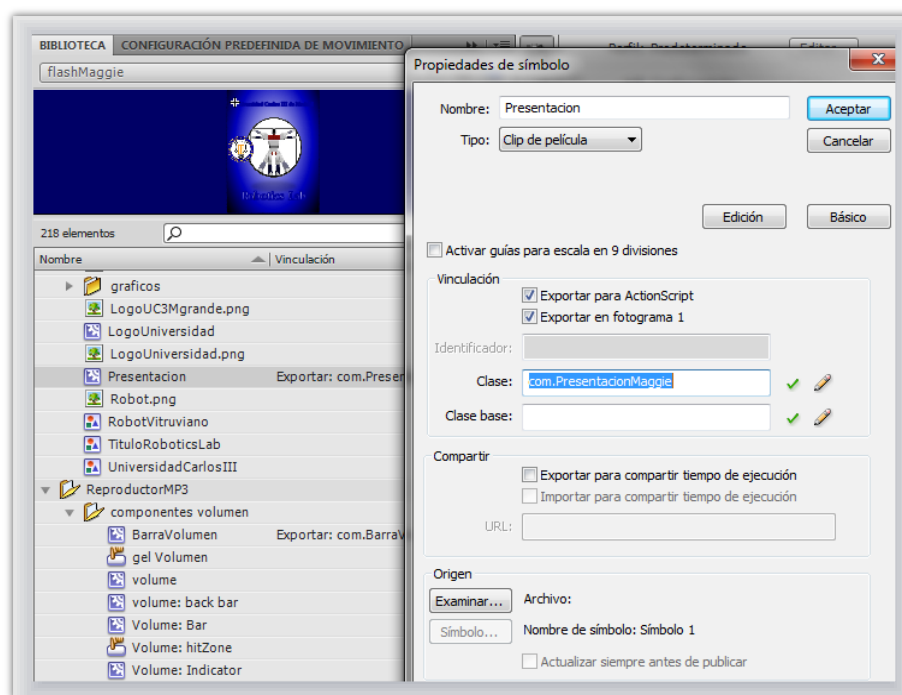 BIBLIOTECA CONFIGURACIÓN PREDEFINIDA DE MOVIMIENTO
flashMaggie
218 elementos
Nombre Vinculación
graficos
LogoUC3Mgrande.png
LogoUniversidad
LogoUniversidad.png
Presentacion Exportar: com.Preser
Robot.png
RobotVitruviano
TituloRoboticsLab
UniversidadCarlosIII
ReproductorMP3
componentes volumen
BarraVolumen Exportar: com.BarraV
gel Volumen
volume
volume: back bar
Volume: Bar
Volume: hitZone
Volume: Indicator
Propiedades de símbolo
Nombre: Presentacion
Aceptar
Tipo: Clip de película
Cancelar
Edición
Básico
Activar guías para escala en 9 divisiones
Vinculación
Exportar para ActionScript
Exportar en fotograma 1
Identificador:
Clase: com.PresentacionMaggie
Clase base:
Compartir
Exportar para compartir tiempo de ejecución
Importar para compartir tiempo de ejecución
URL:
Origen
Examinar... Archivo:
Símbolo... Nombre de símbolo: Símbolo 1
Actualizar siempre antes de publicar